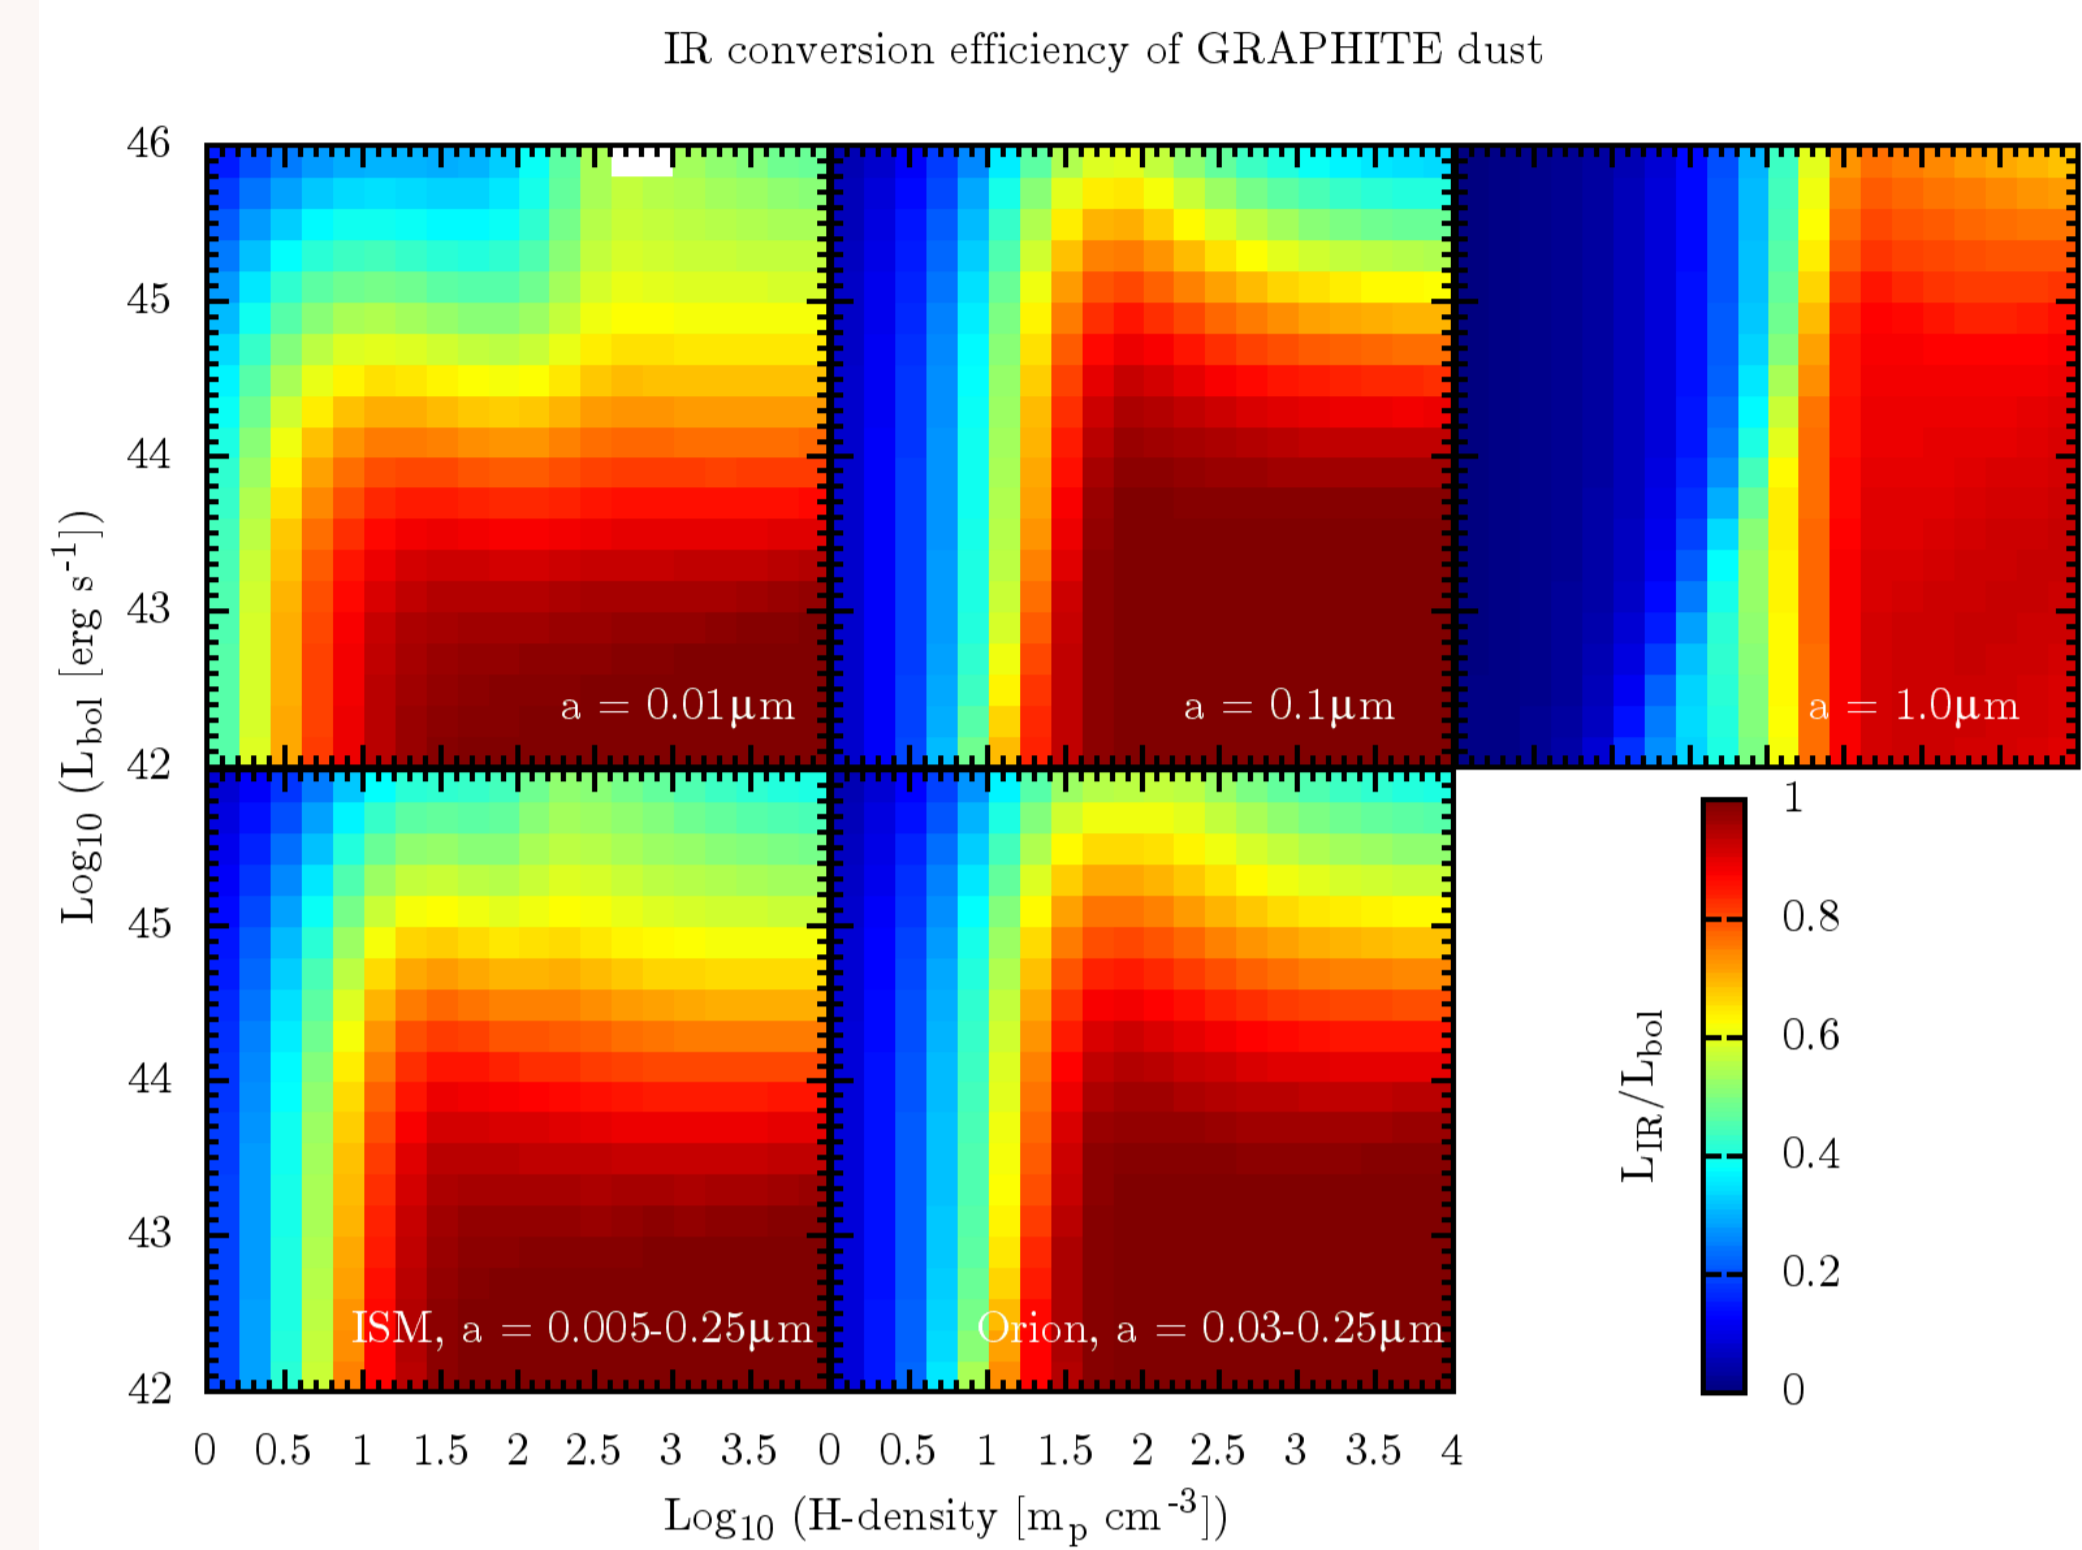 IR conversion efficiency of GRAPHITE dust
46
45
44
43
42
a = 0.01μm
a = 0.1μm
a = 1.0μm
Log10 (Lbol [erg s-1])
45
44
43
42
ISM, a = 0.005-0.25μm
Orion, a = 0.03-0.25μm
LIR/Lbol
1
0.8
0.6
0.4
0.2
0
0 0.5 1 1.5 2 2.5 3 3.5 0 0.5 1 1.5 2 2.5 3 3.5 4
Log10 (H-density [mp cm-3])